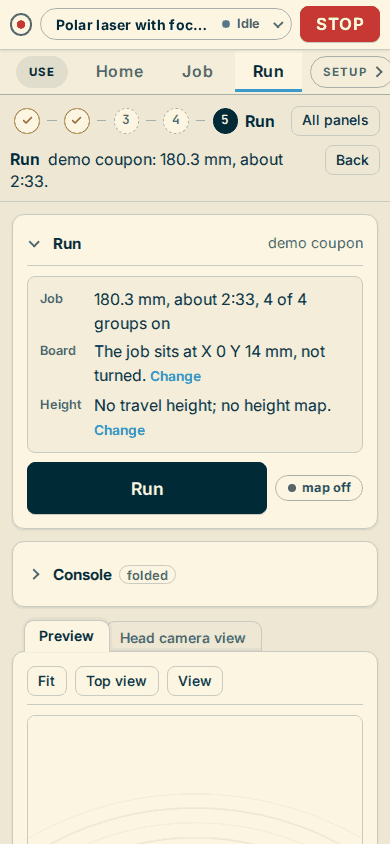 Polar laser with foc... Idle STOP
USE Home Job Run SETUP
3 4 5 Run All panels
Run demo coupon: 180.3 mm, about 2:33. Back
Run demo coupon
Job 180.3 mm, about 2:33, 4 of 4
groups on
Board The job sits at X 0 Y 14 mm, not
turned. Change
Height No travel height; no height map.
Change
Run map off
Console folded
Preview Head camera view
Fit Top view View